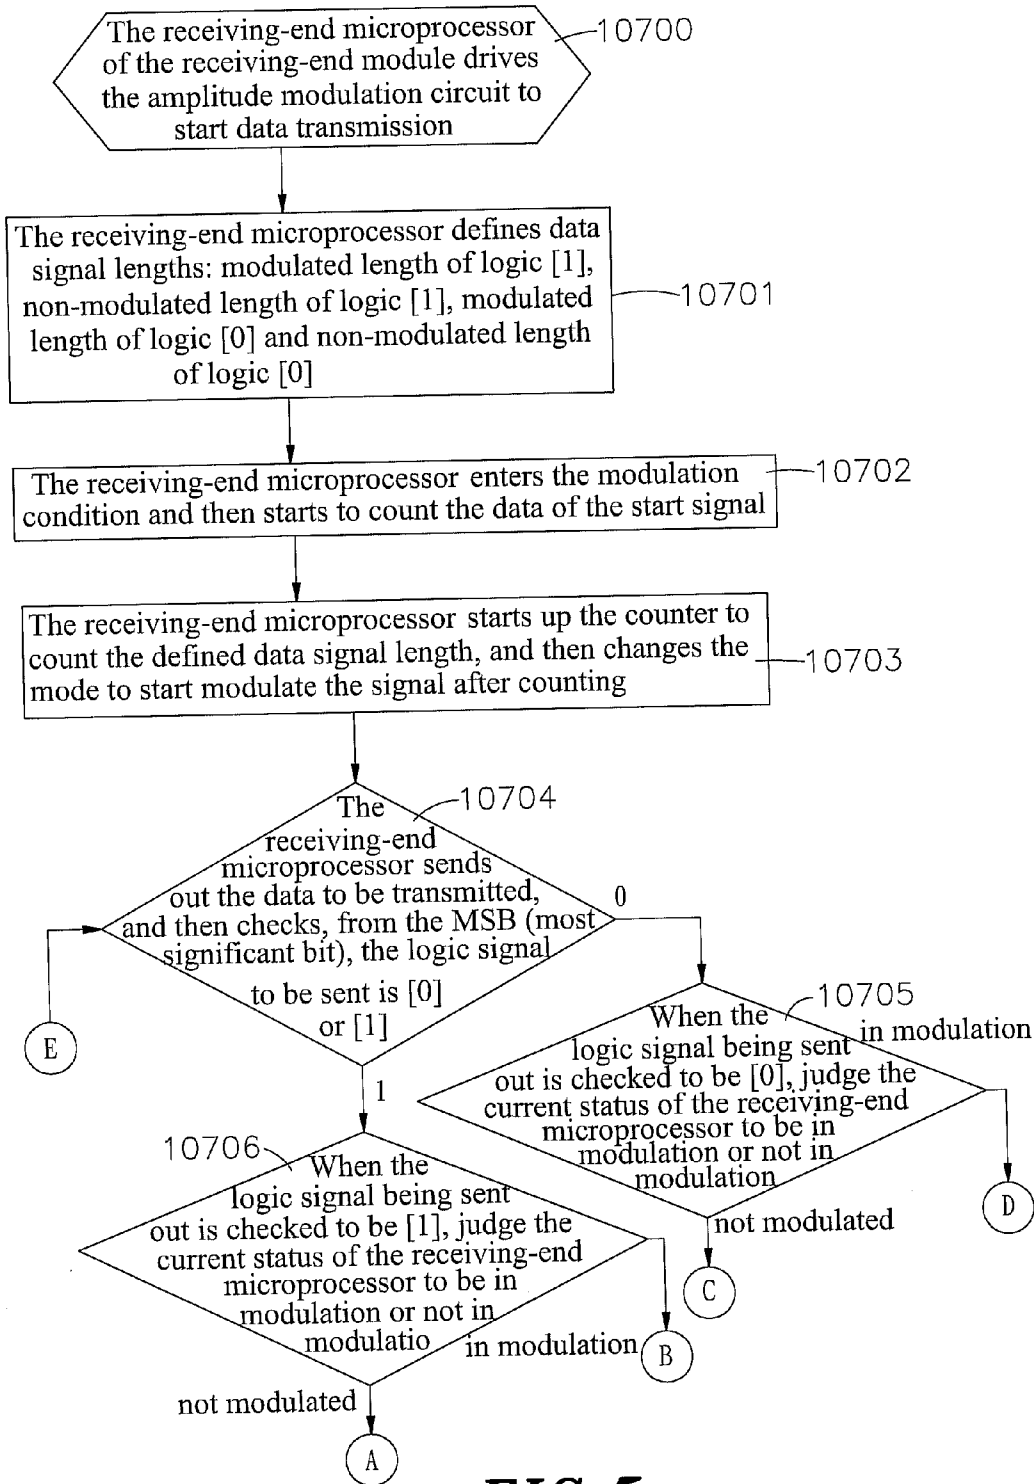 The receiving-end microprocessor
of the receiving-end module drives
the amplitude modulation circuit to
start data transmission
10700
The receiving-end microprocessor defines data
signal lengths: modulated length of logic [1],
non-modulated length of logic [1], modulated
length of logic [0] and non-modulated length
of logic [0]
10701
The receiving-end microprocessor enters the modulation
condition and then starts to count the data of the start signal
10702
The receiving-end microprocessor starts up the counter to
count the defined data signal length, and then changes the
mode to start modulate the signal after counting
10703
The
receiving-end
microprocessor sends
out the data to be transmitted,
and then checks, from the MSB (most
significant bit), the logic signal
to be sent is [0]
or [1]
10704
0
1
E
When the
logic signal being sent
out is checked to be [0], judge the
current status of the receiving-end
microprocessor to be in
modulation or not in
modulation
10705
in modulation
D
not modulated
C
10706
When the
logic signal being sent
out is checked to be [1], judge the
current status of the receiving-end
microprocessor to be in
modulation or not in
modulatio
in modulation
B
not modulated
A